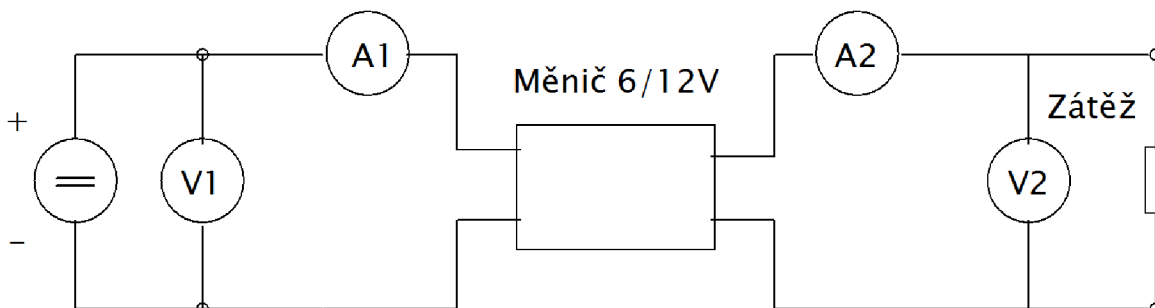 A1
A2
Měnič 6/12V
Zátěž
+
V1
V2
-